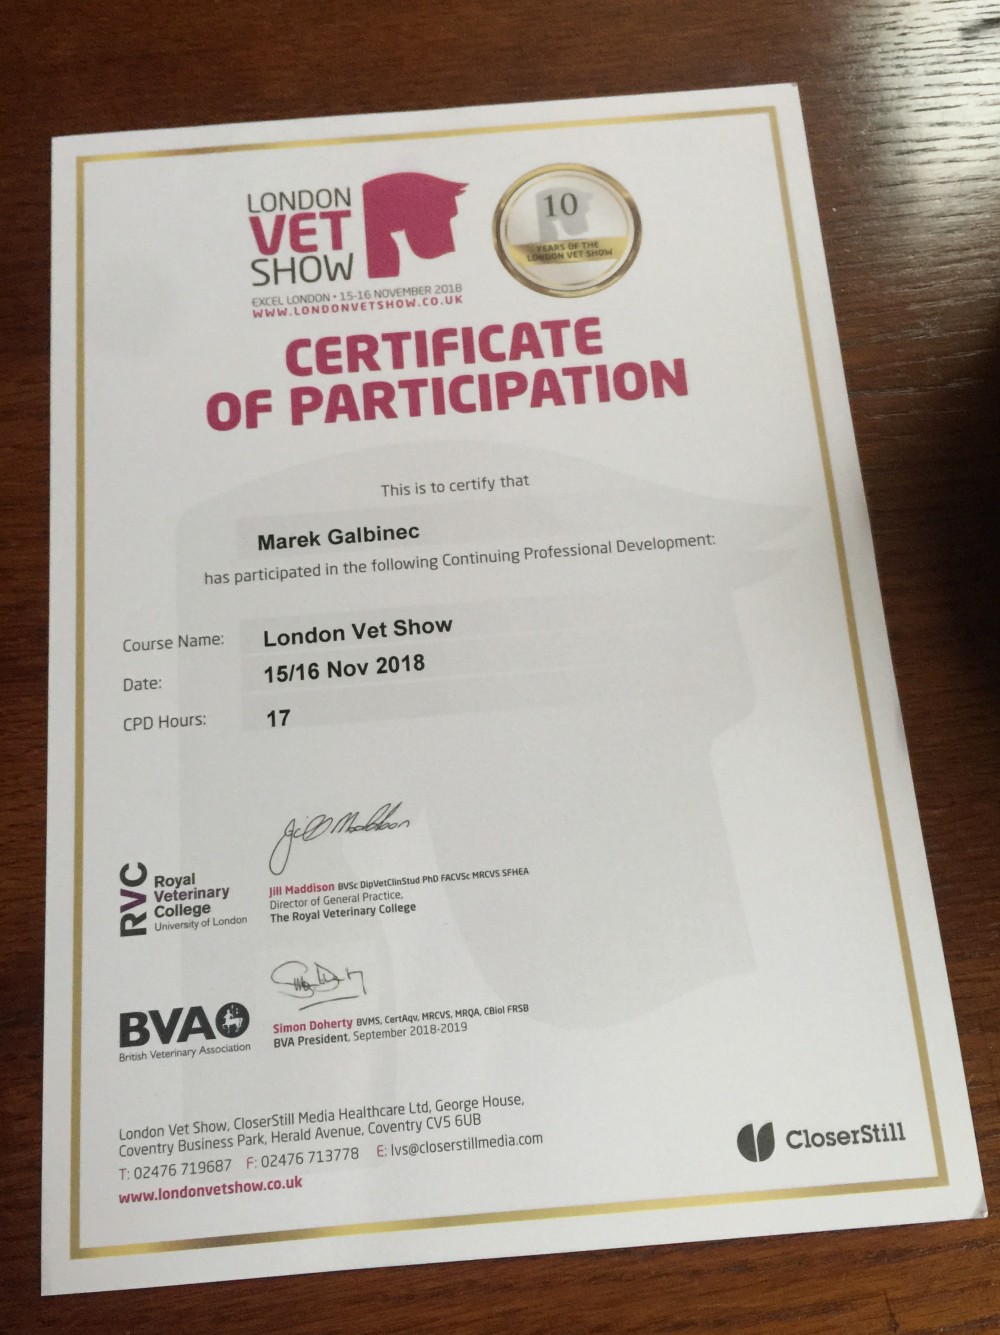 LONDON
VET
SHOW
EXCEL LONDON • 15-16 NOVEMBER 2018
WWW.LONDONVETSHOW.CO.UK
10
YEARS OF THE
LONDON VET SHOW
CERTIFICATE
OF PARTICIPATION
This is to certify that
Marek Galbinec
has participated in the following Continuing Professional Development:
Course Name: London Vet Show
Date: 15/16 Nov 2018
CPD Hours: 17
Jill Maddison
RVC
Royal
Veterinary
College
University of London
Jill Maddison BVSc DipVetClinStud PhD FACVSc MRCVS SFHEA
Director of General Practice,
The Royal Veterinary College
BVA
British Veterinary Association
Simon Doherty BVMS, CertAqv, MRCVS, MRQA, CBiol FRSB
BVA President, September 2018-2019
London Vet Show, CloserStill Media Healthcare Ltd, George House,
Coventry Business Park, Herald Avenue, Coventry CV5 6UB
T: 02476 719687 F: 02476 713778 E: lvs@closerstillmedia.com
www.londonvetshow.co.uk
CloserStill